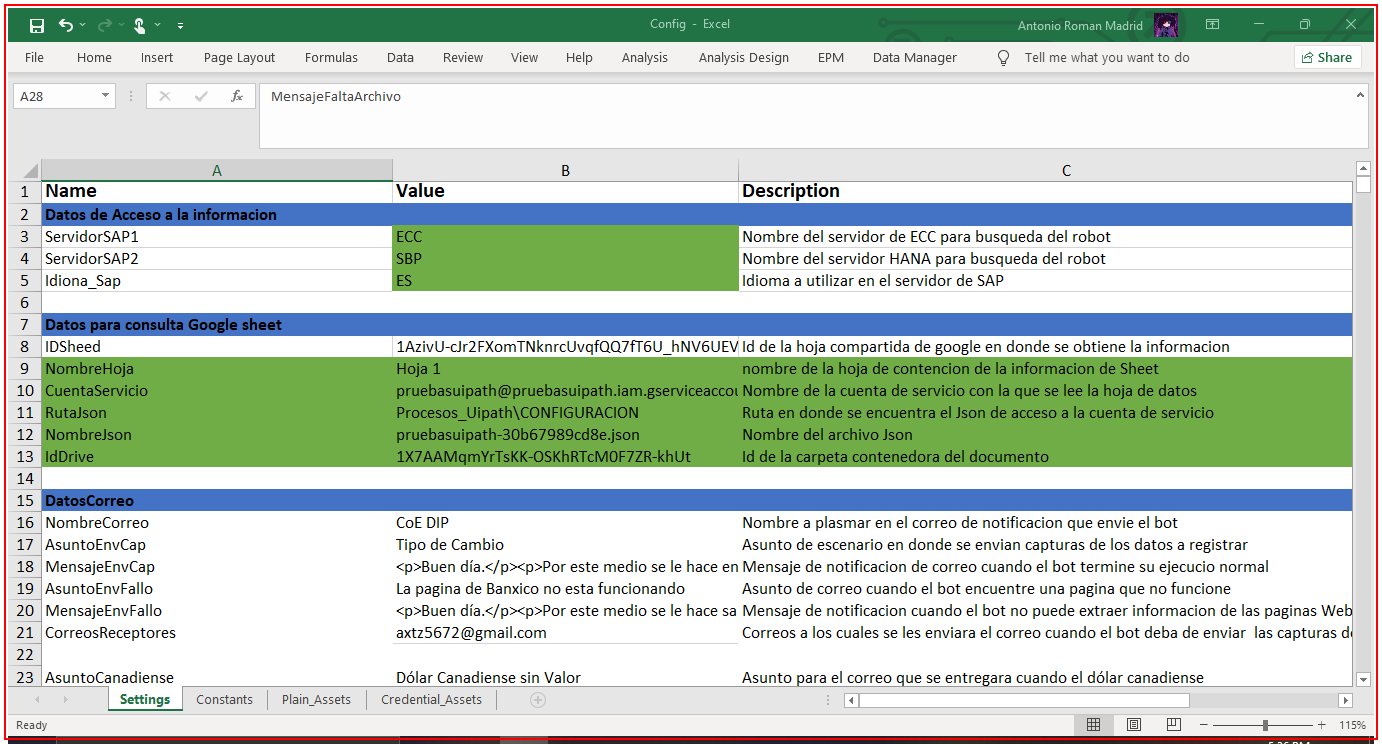 Config - Excel
Antonio Roman Madrid
File Home Insert Page Layout Formulas Data Review View Help Analysis Analysis Design EPM Data Manager Tell me what you want to do Share
A28 fx MensajeFaltaArchivo
A B C
1 Name Value Description
2 Datos de Acceso a la informacion
3 ServidorSAP1 ECC Nombre del servidor de ECC para busqueda del robot
4 ServidorSAP2 SBP Nombre del servidor HANA para busqueda del robot
5 Idiona_Sap ES Idioma a utilizar en el servidor de SAP
6
7 Datos para consulta Google sheet
8 IDSheed 1AzivU-cJr2FXomTNknrcUvqfQQ7fT6U_hNV6UEV Id de la hoja compartida de google en donde se obtiene la informacion
9 NombreHoja Hoja 1 nombre de la hoja de contencion de la informacion de Sheet
10 CuentaServicio pruebasuipath@pruebasuipath.iam.gserviceaccou Nombre de la cuenta de servicio con la que se lee la hoja de datos
11 RutaJson Procesos_Uipath\CONFIGURACION Ruta en donde se encuentra el Json de acceso a la cuenta de servicio
12 NombreJson pruebasuipath-30b67989cd8e.json Nombre del archivo Json
13 IdDrive 1X7AAMqmYrTsKK-OSKhRTcM0F7ZR-khUt Id de la carpeta contenedora del documento
14
15 DatosCorreo
16 NombreCorreo CoE DIP Nombre a plasmar en el correo de notificacion que envie el bot
17 AsuntoEnvCap Tipo de Cambio Asunto de escenario en donde se envian capturas de los datos a registrar
18 MensajeEnvCap <p>Buen día.</p><p>Por este medio se le hace en Mensaje de notificacion de correo cuando el bot termine su ejecucio normal
19 AsuntoEnvFallo La pagina de Banxico no esta funcionando Asunto de correo cuando el bot encuentre una pagina que no funcione
20 MensajeEnvFallo <p>Buen día.</p><p>Por este medio se le hace sa Mensaje de notificacion cuando el bot no puede extraer informacion de las paginas Web
21 CorreosReceptores axtz5672@gmail.com Correos a los cuales se les enviara el correo cuando el bot deba de enviar las capturas de
22
23 AsuntoCanadiense Dólar Canadiense sin Valor Asunto para el correo que se entregara cuando el dólar canadiense
Settings Constants Plain_Assets Credential_Assets
Ready 115%